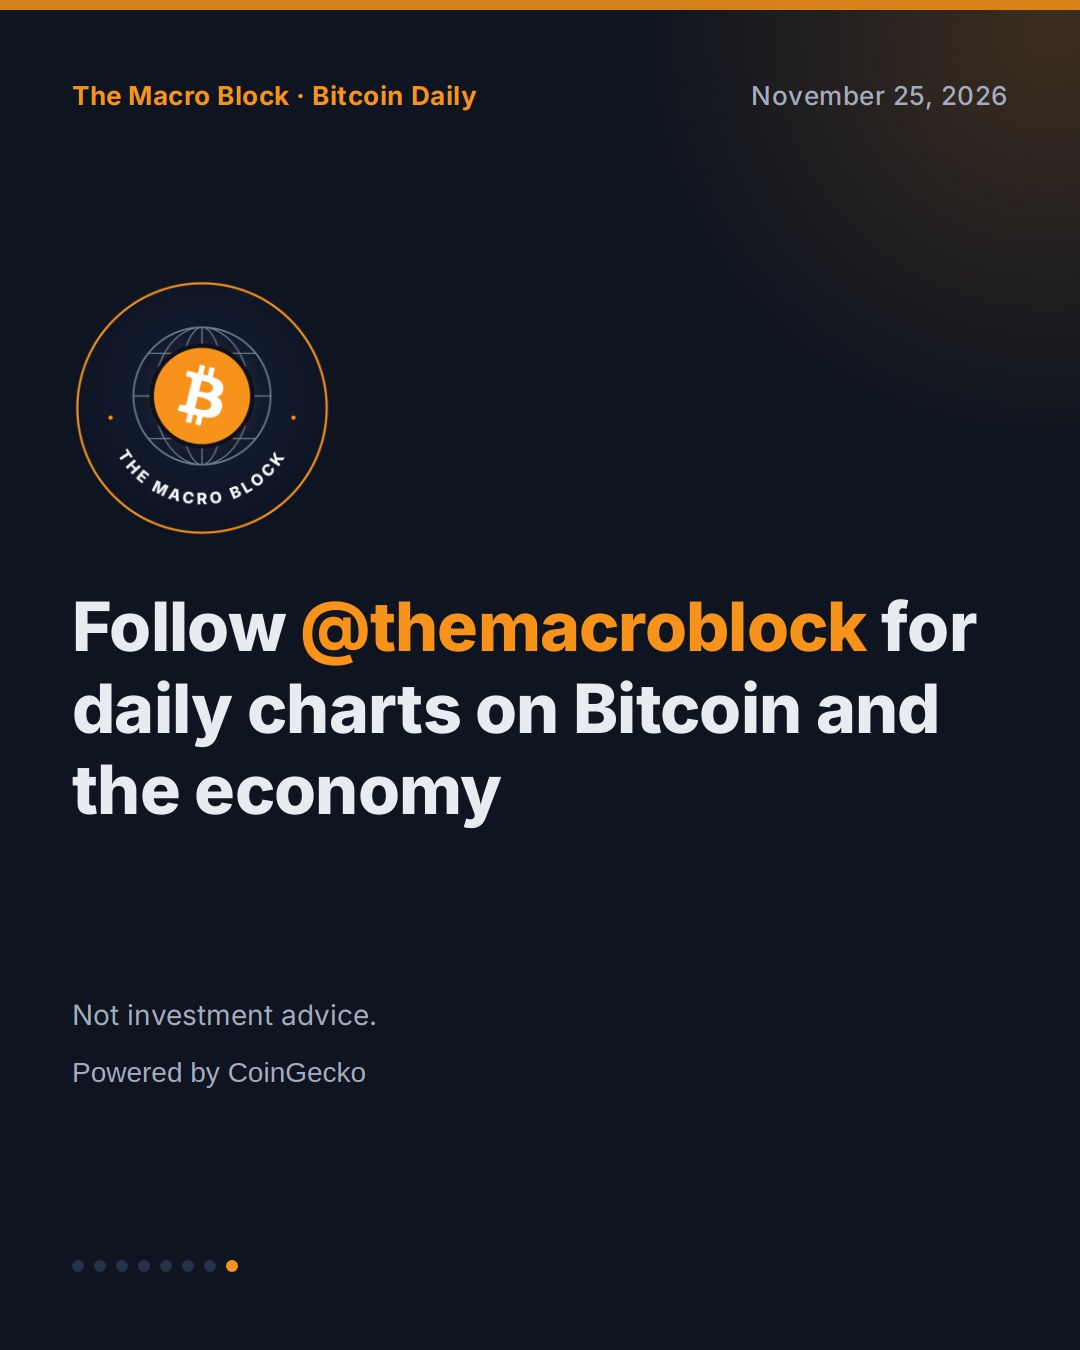 The Macro Block · Bitcoin Daily
November 25, 2026
₿
THE MACRO BLOCK
Follow @themacroblock for
daily charts on Bitcoin and
the economy
Not investment advice.
Powered by CoinGecko